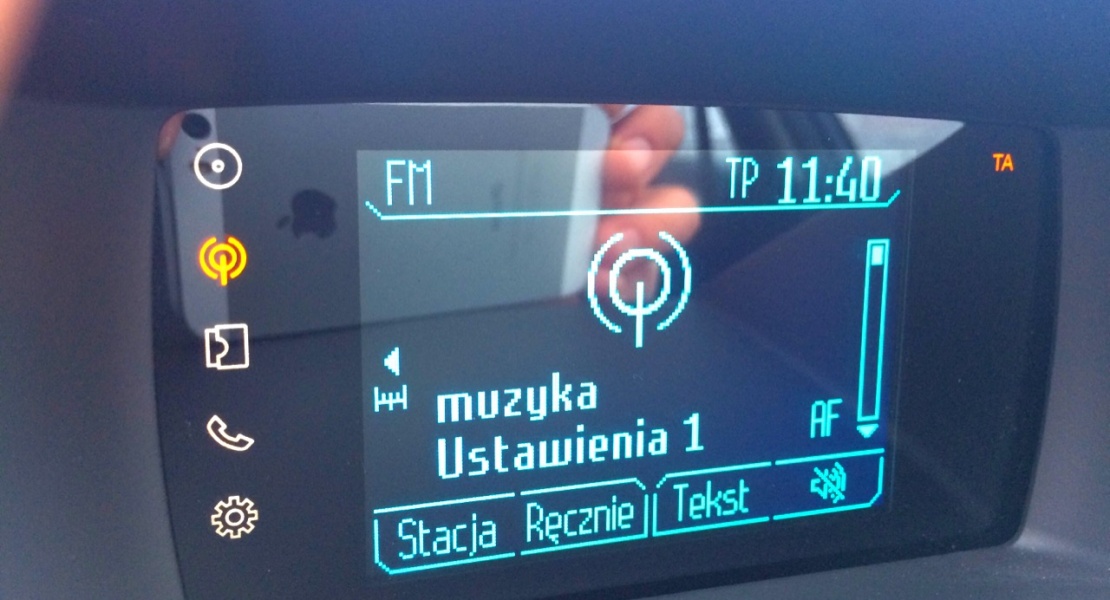 FM TP 11:40
TA
muzyka
Ustawienia 1
AF
Stacja Ręcznie Tekst